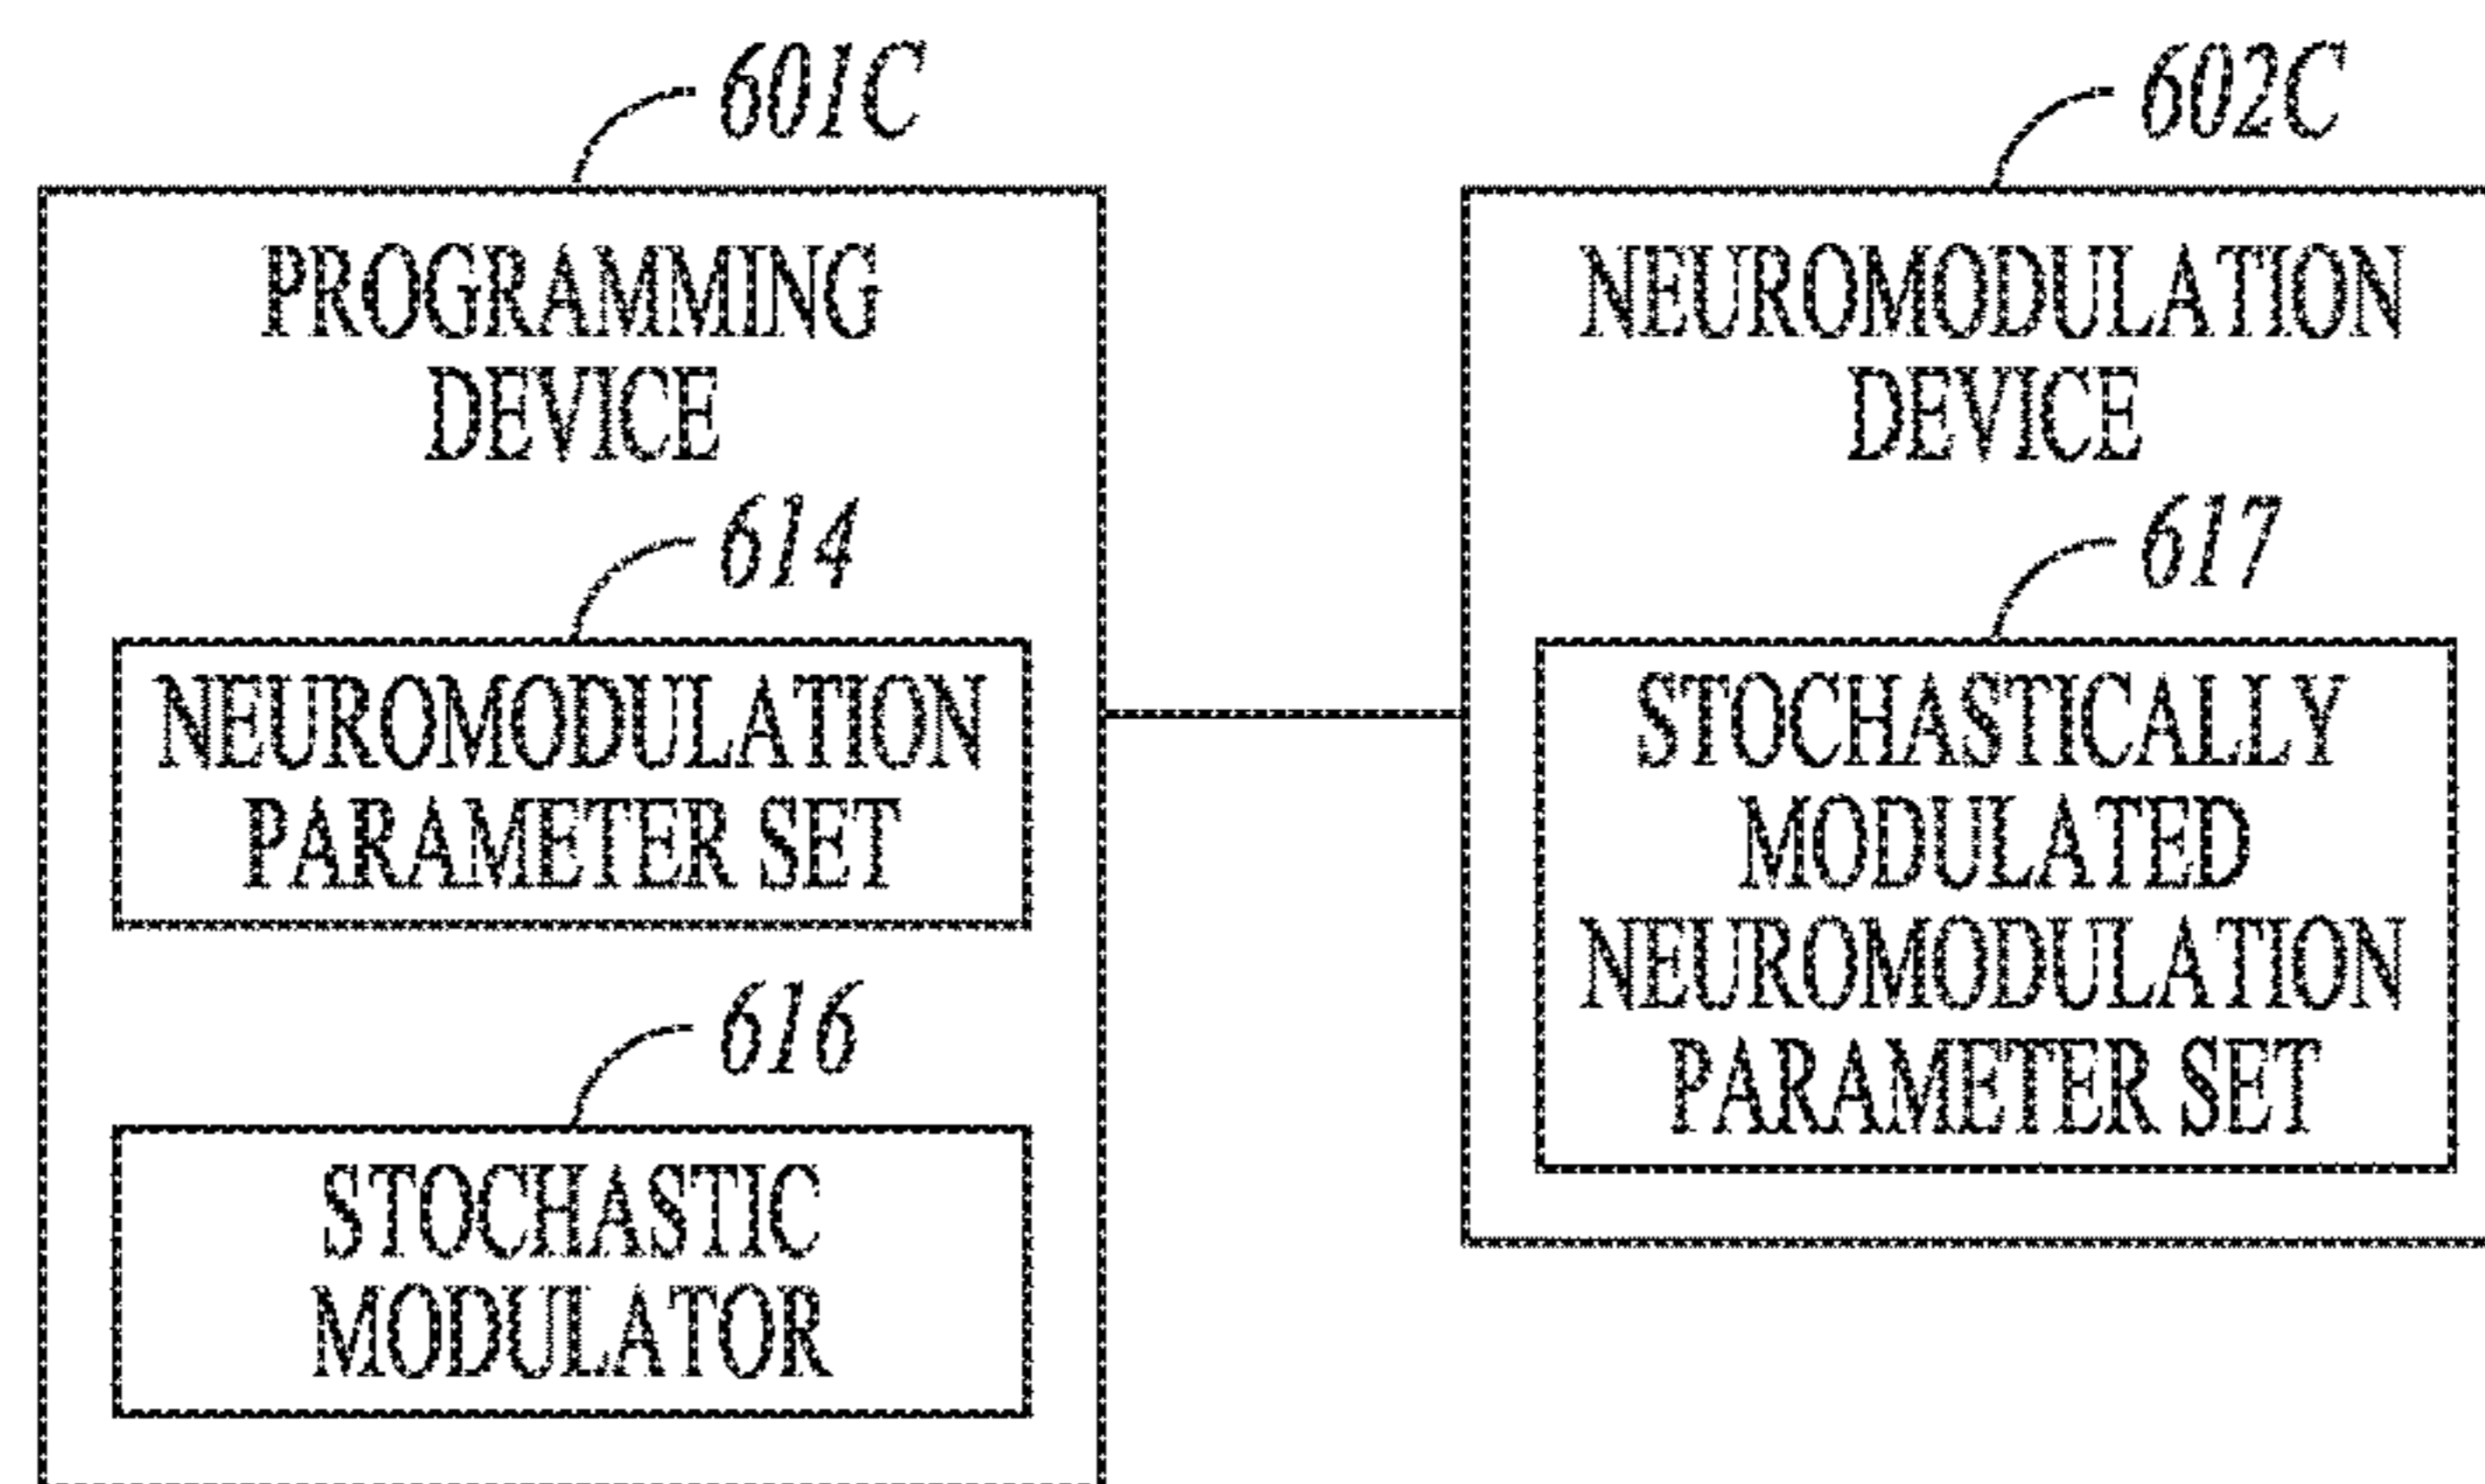 601C
PROGRAMMING
DEVICE
614
NEUROMODULATION
PARAMETER SET
616
STOCHASTIC
MODULATOR
602C
NEUROMODULATION
DEVICE
617
STOCHASTICALLY
MODULATED
NEUROMODULATION
PARAMETER SET